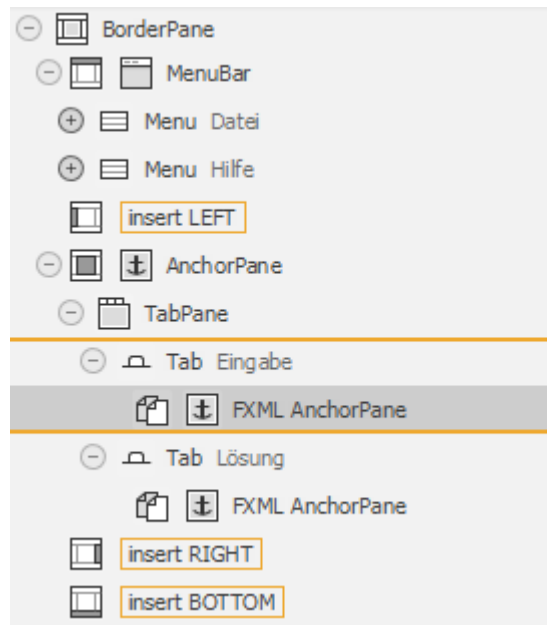 BorderPane
MenuBar
Menu Datei
Menu Hilfe
insert LEFT
AnchorPane
TabPane
Tab Eingabe
FXML AnchorPane
Tab Lösung
FXML AnchorPane
insert RIGHT
insert BOTTOM